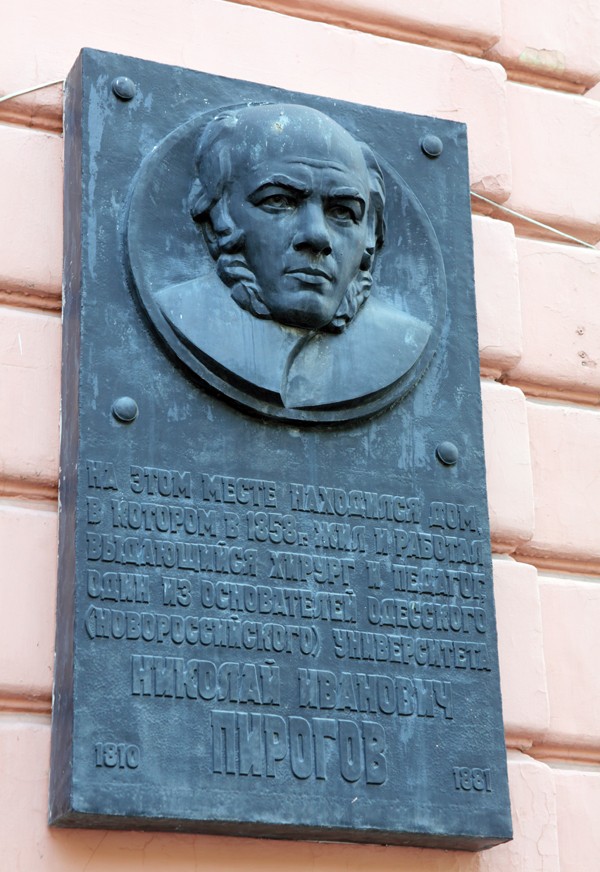 НА ЭТОМ МЕСТЕ НАХОДИЛСЯ ДОМ,
В КОТОРОМ В 1858 г. ЖИЛ И РАБОТАЛ
ВЫДАЮЩИЙСЯ ХИРУРГ И ПЕДАГОГ,
ОДИН ИЗ ОСНОВАТЕЛЕЙ ОДЕССКОГО
(НОВОРОССИЙСКОГО) УНИВЕРСИТЕТА
НИКОЛАЙ ИВАНОВИЧ
ПИРОГОВ
1810 1881